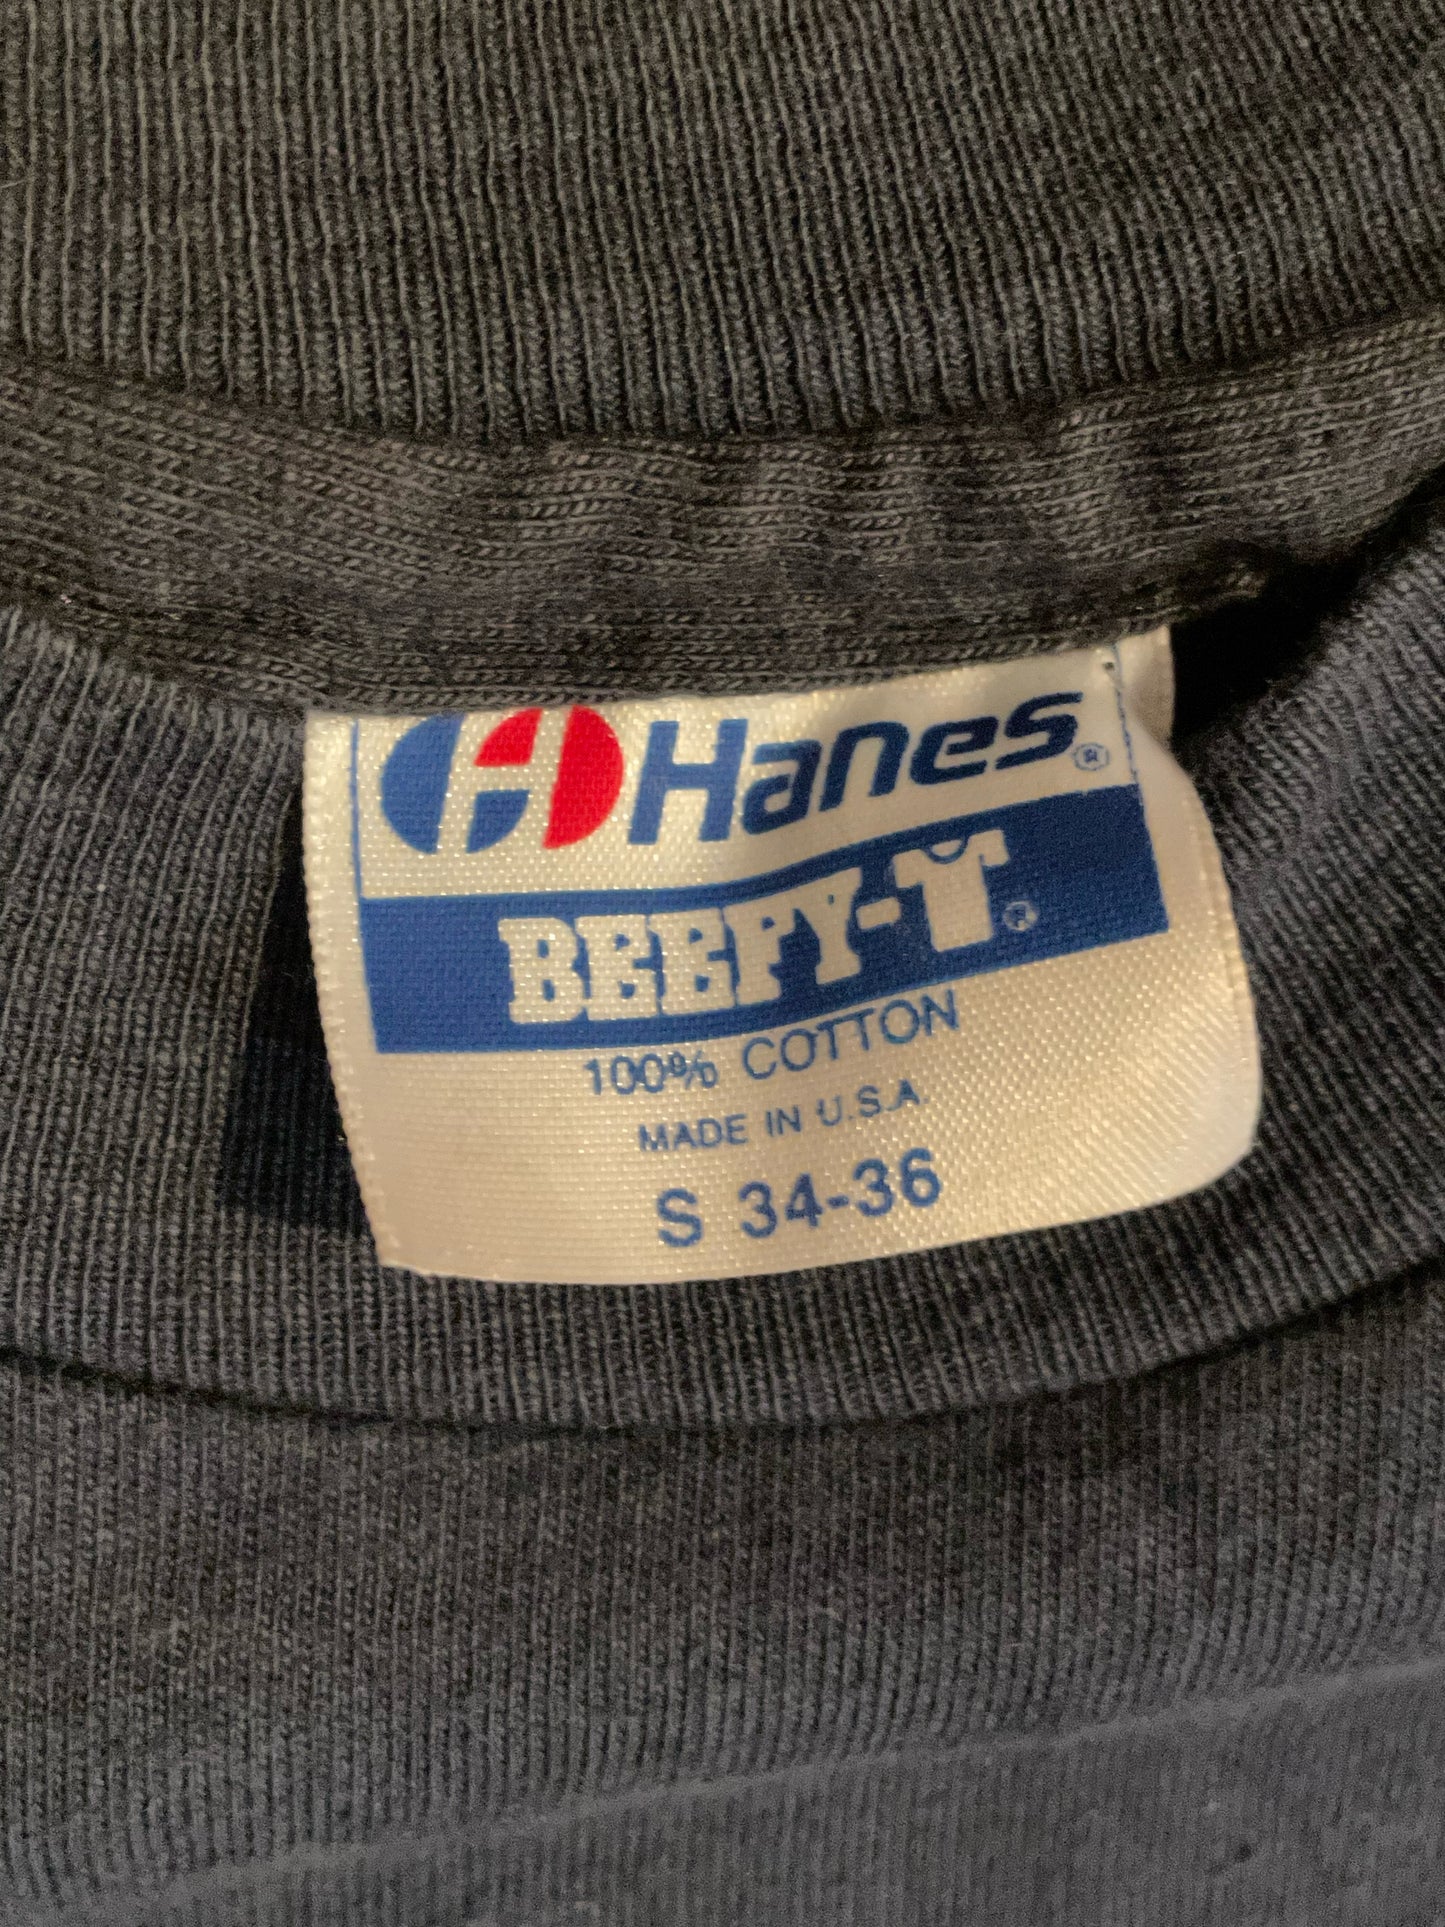 Hanes®
BEEFY-T®
100% COTTON
MADE IN U.S.A.
S 34-36